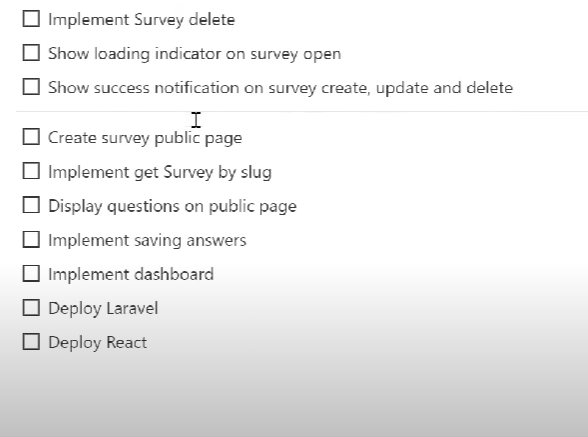 Implement Survey delete
Show loading indicator on survey open
Show success notification on survey create, update and delete
Create survey public page
Implement get Survey by slug
Display questions on public page
Implement saving answers
Implement dashboard
Deploy Laravel
Deploy React